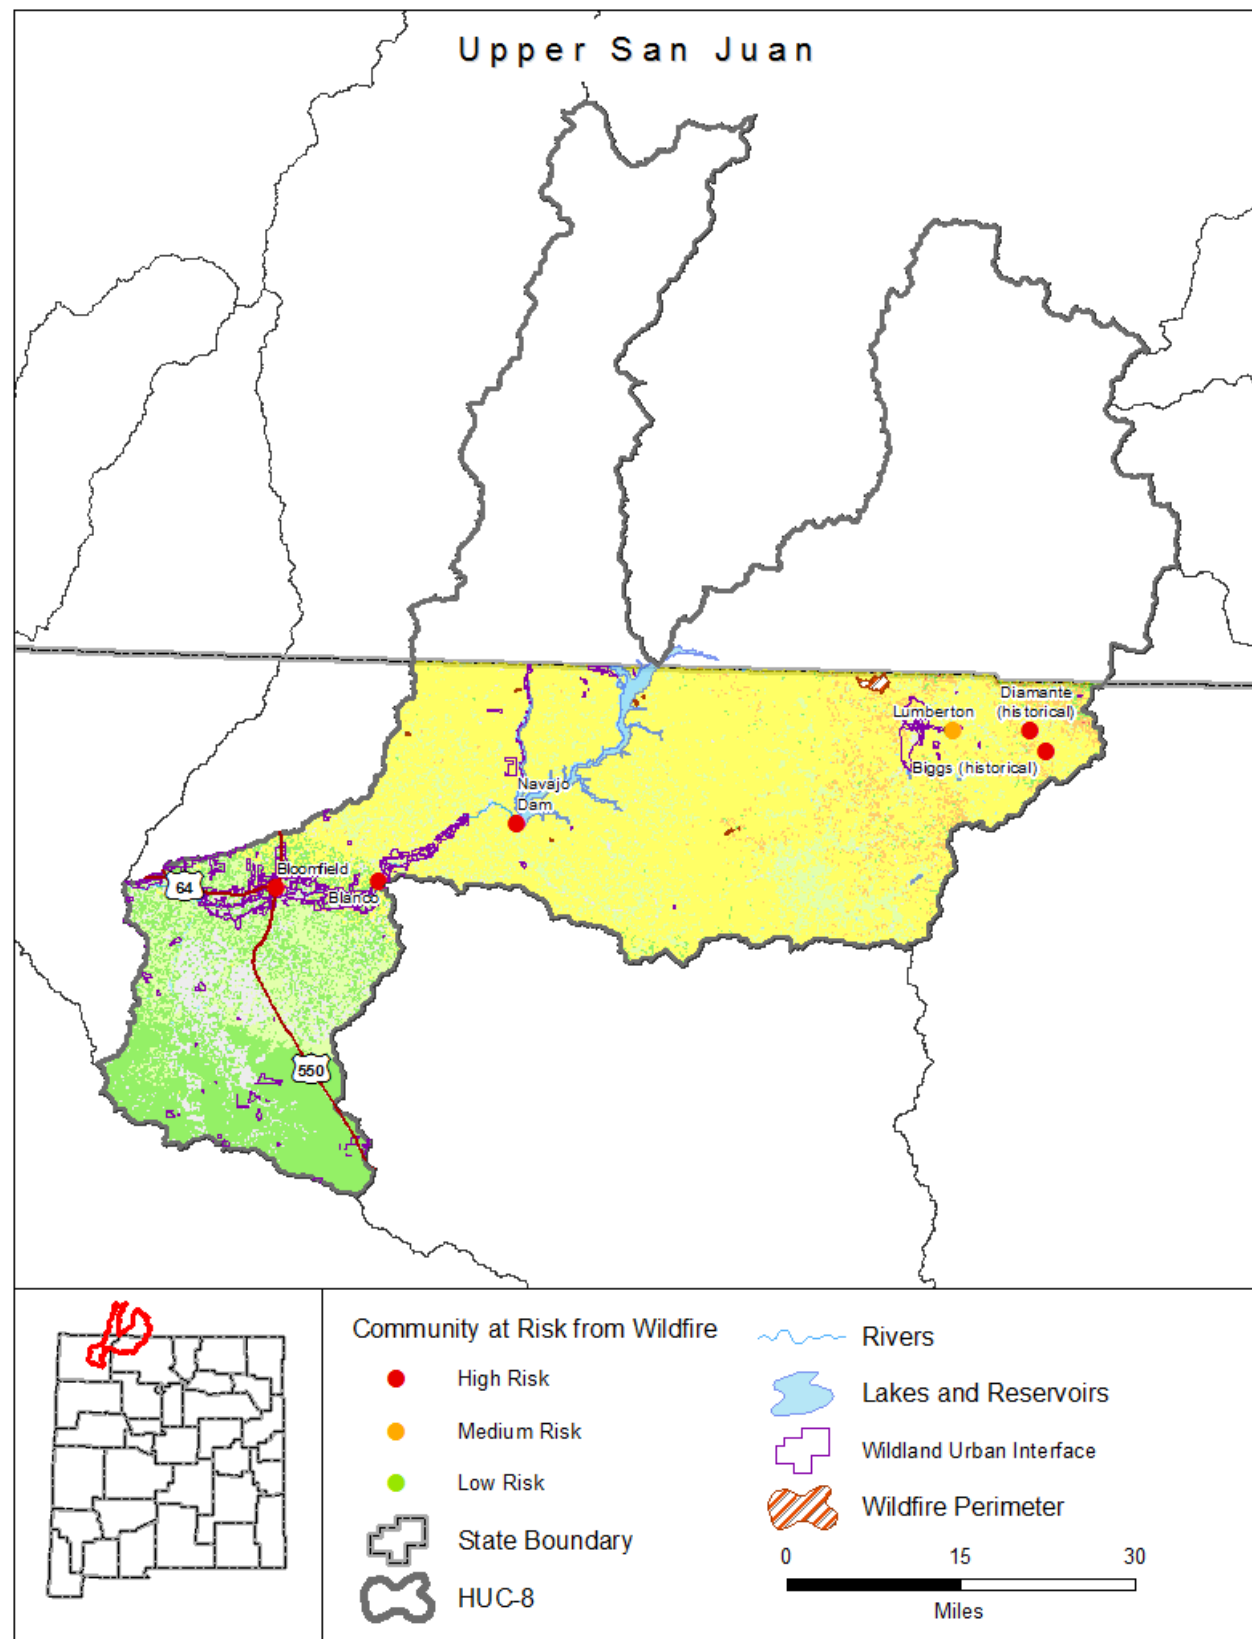 Upper San Juan
Diamante
(historical)
Lumberton
Biggs (historical)
Navajo
Dam
Bloomfield
64
Blanco
550
Community at Risk from Wildfire
High Risk
Medium Risk
Low Risk
State Boundary
HUC-8
Rivers
Lakes and Reservoirs
Wildland Urban Interface
Wildfire Perimeter
0 15 30
Miles